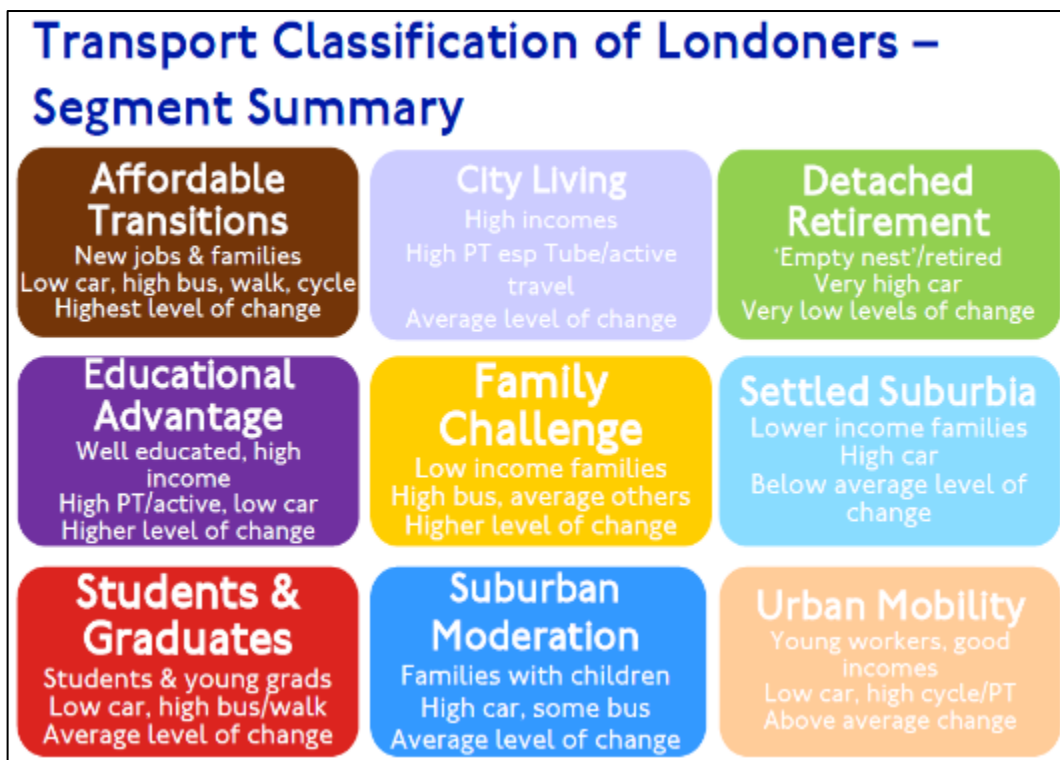 Transport Classification of Londoners –
Segment Summary
Affordable
Transitions
New jobs & families
Low car, high bus, walk, cycle
Highest level of change
City Living
High incomes
High PT esp Tube/active
travel
Average level of change
Detached
Retirement
‘Empty nest’/retired
Very high car
Very low levels of change
Educational
Advantage
Well educated, high
income
High PT/active, low car
Higher level of change
Family
Challenge
Low income families
High bus, average others
Higher level of change
Settled Suburbia
Lower income families
High car
Below average level of
change
Students &
Graduates
Students & young grads
Low car, high bus/walk
Average level of change
Suburban
Moderation
Families with children
High car, some bus
Average level of change
Urban Mobility
Young workers, good
incomes
Low car, high cycle/PT
Above average change